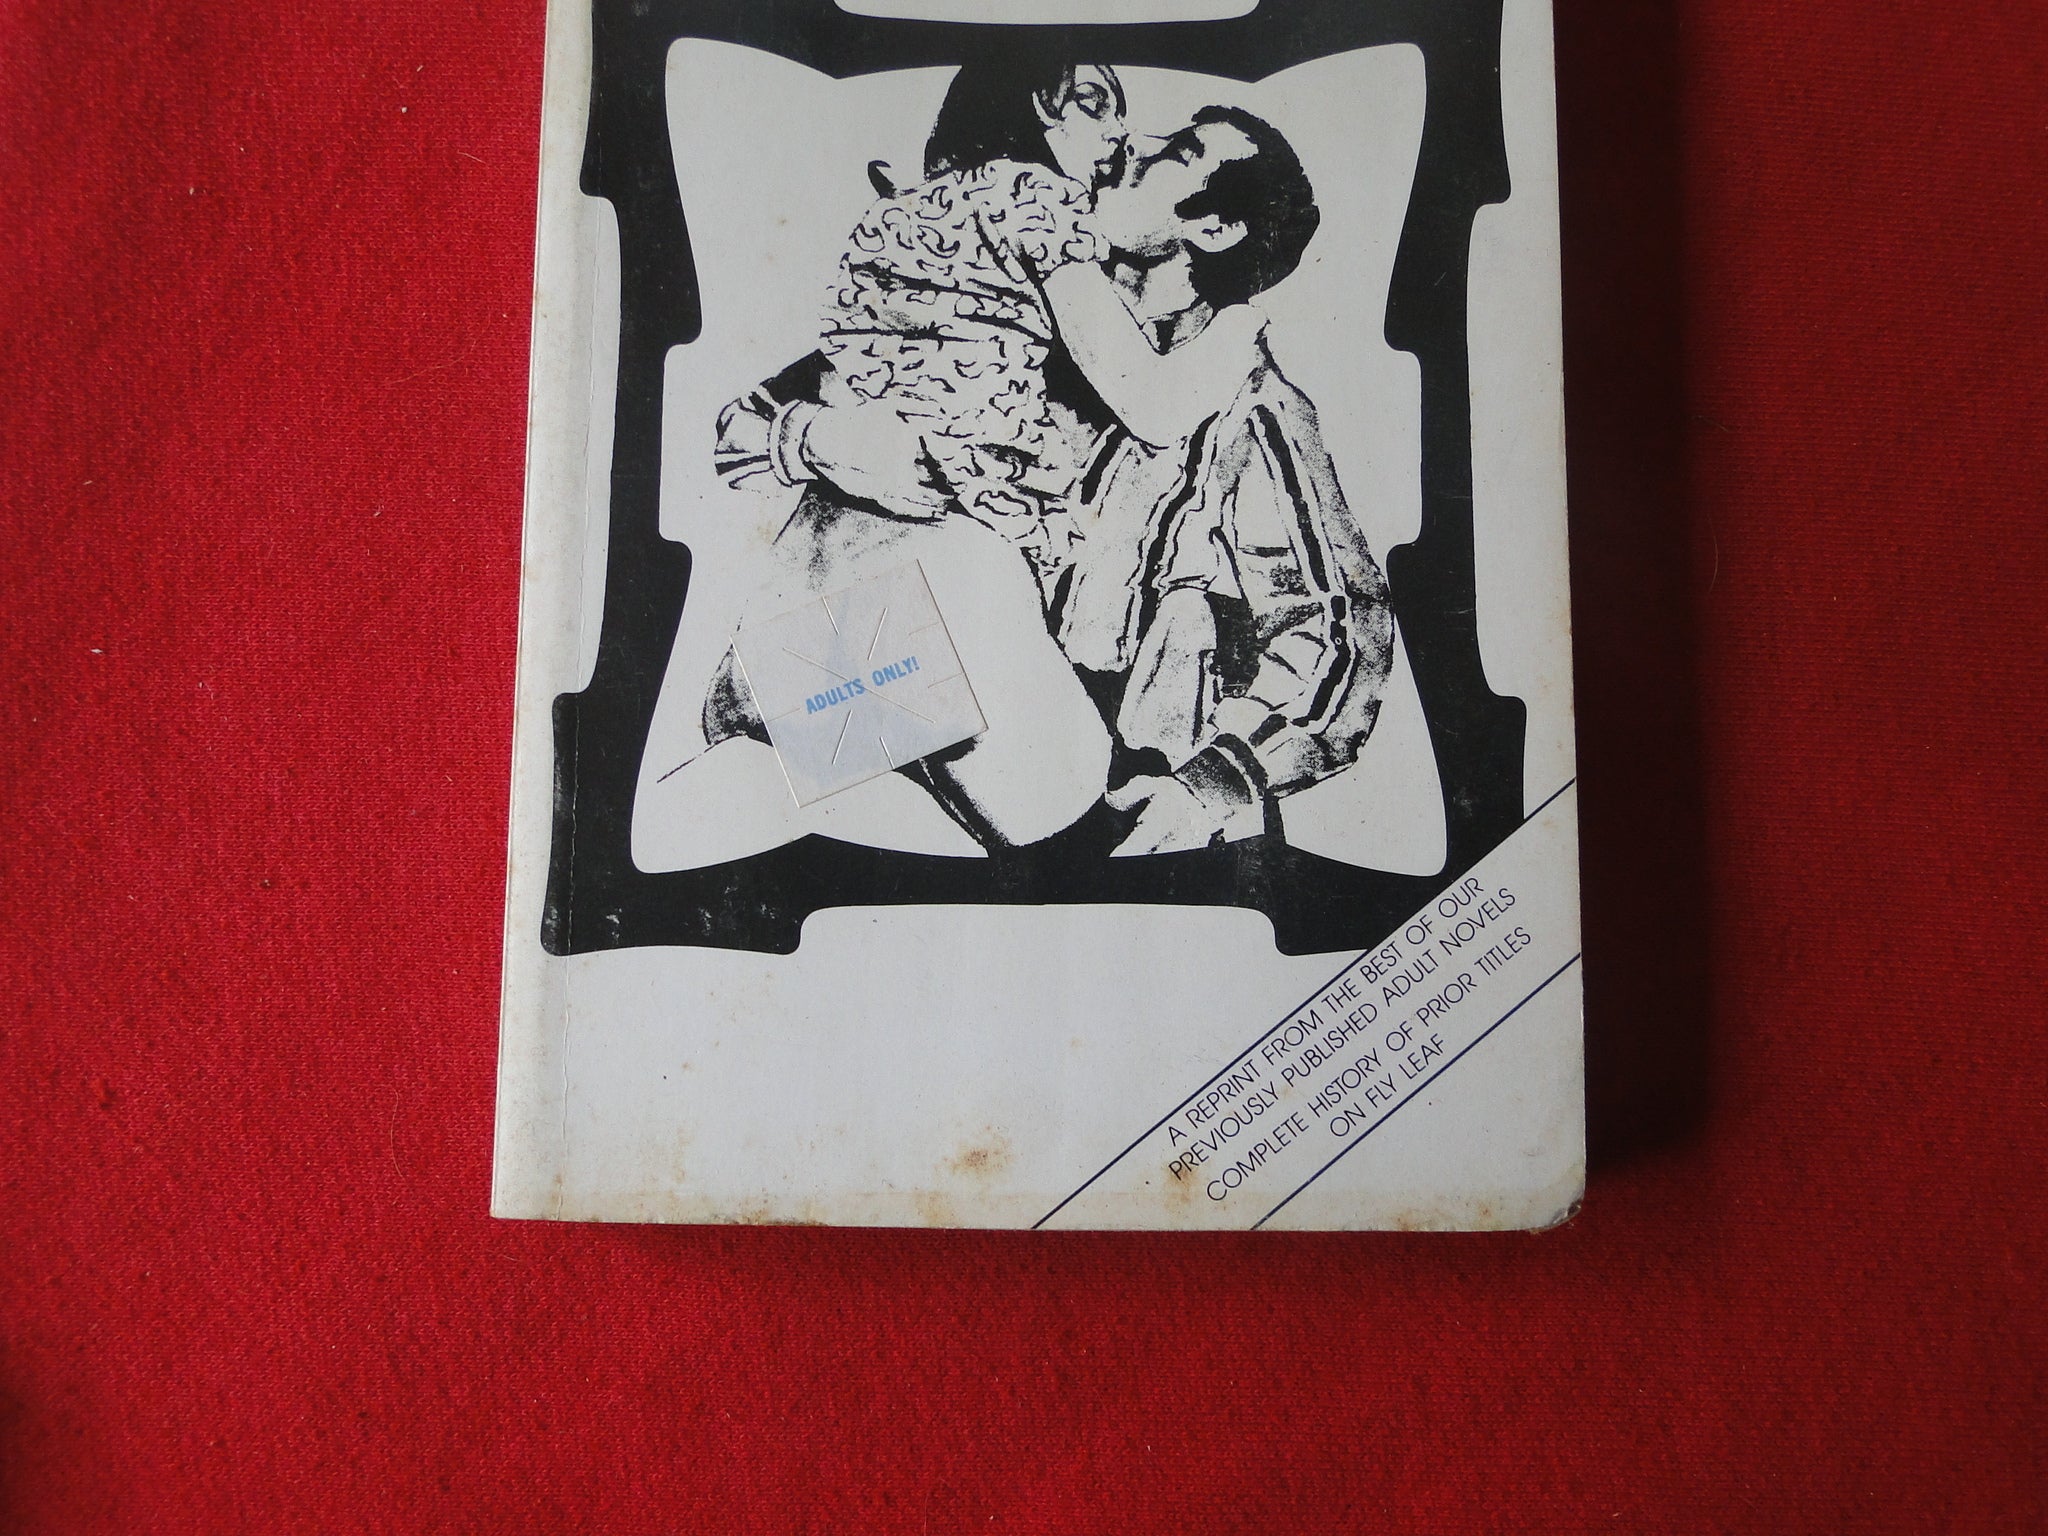 ADULTS ONLY!
A REPRINT FROM THE BEST OF OUR
PREVIOUSLY PUBLISHED ADULT NOVELS
COMPLETE HISTORY OF PRIOR TITLES
ON FLY LEAF